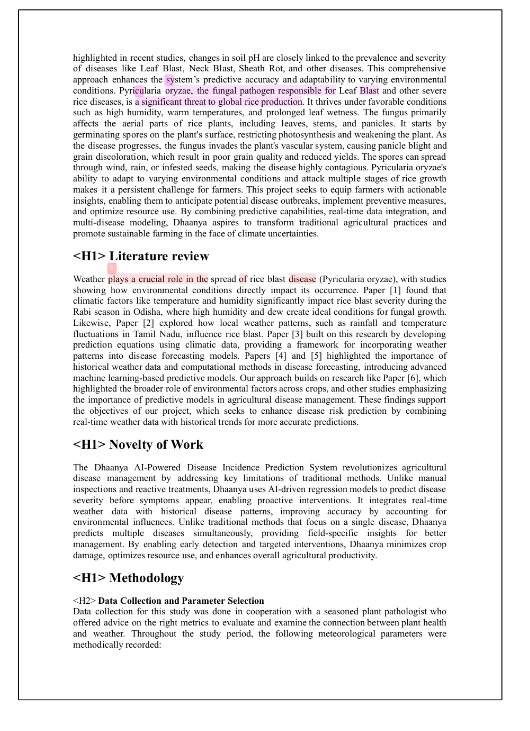 highlighted in recent studies, changes in soil pH are closely linked to the prevalence and severity
of diseases like Leaf Blast, Neck Blast, Sheath Rot, and other diseases. This comprehensive
approach enhances the system's predictive accuracy and adaptability to varying environmental
conditions. Pyricularia oryzae, the fungal pathogen responsible for Leaf Blast and other severe
rice diseases, is a significant threat to global rice production. It thrives under favorable conditions
such as high humidity, warm temperatures, and prolonged leaf wetness. The fungus primarily
affects the aerial parts of rice plants, including leaves, stems, and panicles. It starts by
germinating spores on the plant's surface, restricting photosynthesis and weakening the plant. As
the disease progresses, the fungus invades the plant's vascular system, causing panicle blight and
grain discoloration, which result in poor grain quality and reduced yields. The spores can spread
through wind, rain, or infested seeds, making the disease highly contagious. Pyricularia oryzae's
ability to adapt to varying environmental conditions and attack multiple stages of rice growth
makes it a persistent challenge for farmers. This project seeks to equip farmers with actionable
insights, enabling them to anticipate potential disease outbreaks, implement preventive measures,
and optimize resource use. By combining predictive capabilities, real-time data integration, and
multi-disease modeling, Dhaanya aspires to transform traditional agricultural practices and
promote sustainable farming in the face of climate uncertainties.
<H1> Literature review
Weather plays a crucial role in the spread of rice blast disease (Pyricularia oryzae), with studies
showing how environmental conditions directly impact its occurrence. Paper [1] found that
climatic factors like temperature and humidity significantly impact rice blast severity during the
Rabi season in Odisha, where high humidity and dew create ideal conditions for fungal growth.
Likewise, Paper [2] explored how local weather patterns, such as rainfall and temperature
fluctuations in Tamil Nadu, influence rice blast. Paper [3] built on this research by developing
prediction equations using climatic data, providing a framework for incorporating weather
patterns into disease forecasting models. Papers [4] and [5] highlighted the importance of
historical weather data and computational methods in disease forecasting, introducing advanced
machine learning-based predictive models. Our approach builds on research like Paper [6], which
highlighted the broader role of environmental factors across crops, and other studies emphasizing
the importance of predictive models in agricultural disease management. These findings support
the objectives of our project, which seeks to enhance disease risk prediction by combining
real-time weather data with historical trends for more accurate predictions.
<H1> Novelty of Work
The Dhaanya AI-Powered Disease Incidence Prediction System revolutionizes agricultural
disease management by addressing key limitations of traditional methods. Unlike manual
inspections and reactive treatments, Dhaanya uses AI-driven regression models to predict disease
severity before symptoms appear, enabling proactive interventions. It integrates real-time
weather data with historical disease patterns, improving accuracy by accounting for
environmental influences. Unlike traditional methods that focus on a single disease, Dhaanya
predicts multiple diseases simultaneously, providing field-specific insights for better
management. By enabling early detection and targeted interventions, Dhaanya minimizes crop
damage, optimizes resource use, and enhances overall agricultural productivity.
<H1> Methodology
<H2> Data Collection and Parameter Selection
Data collection for this study was done in cooperation with a seasoned plant pathologist who
offered advice on the right metrics to evaluate and examine the connection between plant health
and weather. Throughout the study period, the following meteorological parameters were
methodically recorded: